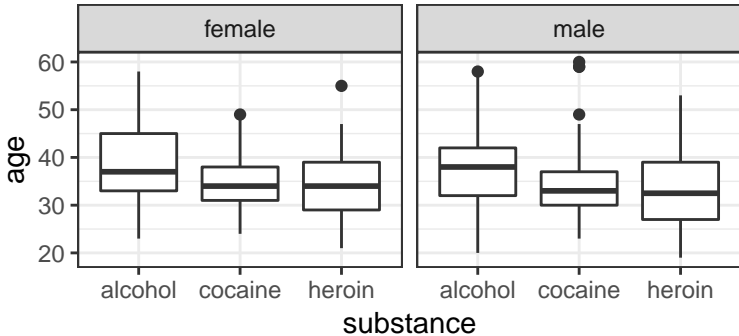 female male
60
50
40
30
20
age
alcohol cocaine heroin alcohol cocaine heroin
substance